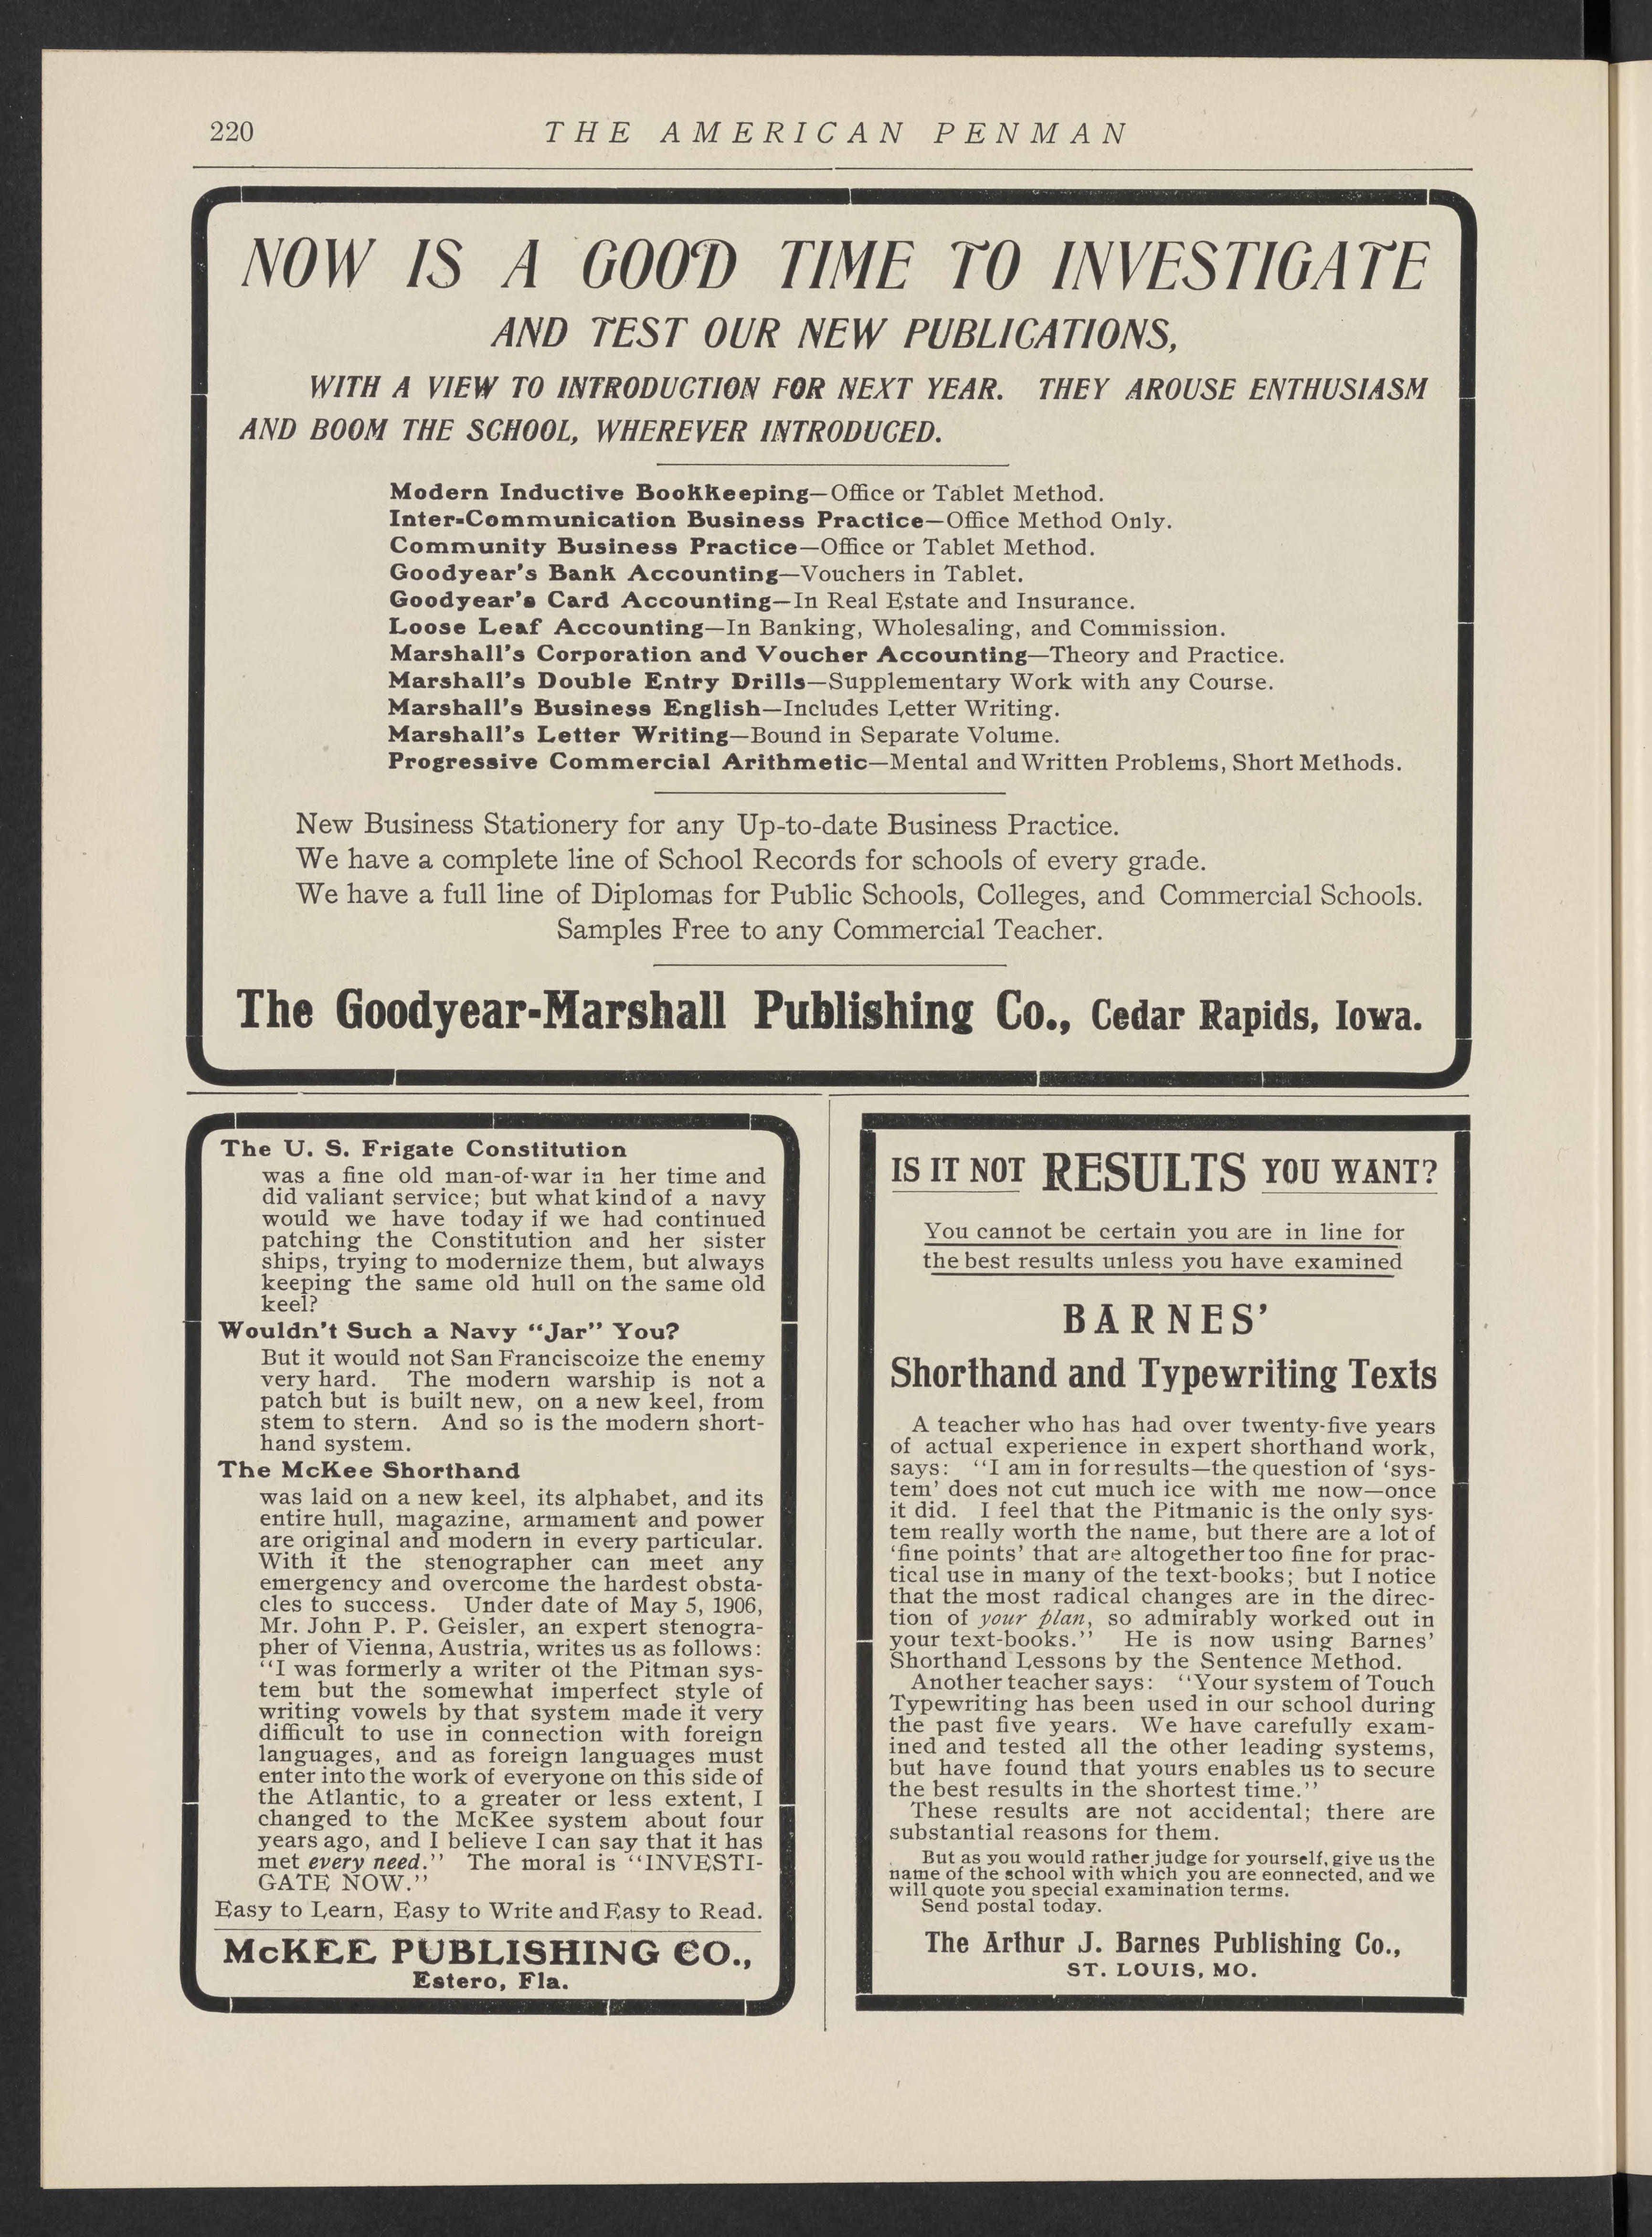 220
THE AMERICAN PENMAN
NOW IS A GOOD TIME TO INVESTIGATE
AND TEST OUR NEW PUBLICATIONS,
WITH A VIEW TO INTRODUCTION FOR NEXT YEAR. THEY AROUSE ENTHUSIASM
AND BOOM THE SCHOOL, WHEREVER INTRODUCED.
Modern Inductive Bookkeeping—Office or Tablet Method.
Inter-Communication Business Practice—Office Method Only.
Community Business Practice—Office or Tablet Method.
Goodyear's Bank Accounting—Vouchers in Tablet.
Goodyear's Card Accounting—In Real Estate and Insurance.
Loose Leaf Accounting—In Banking, Wholesaling, and Commission.
Marshall's Corporation and Voucher Accounting—Theory and Practice.
Marshall's Double Entry Drills—Supplementary Work with any Course.
Marshall's Business English—Includes Letter Writing.
Marshall's Letter Writing—Bound in Separate Volume.
Progressive Commercial Arithmetic—Mental and Written Problems, Short Methods.
New Business Stationery for any Up-to-date Business Practice.
We have a complete line of School Records for schools of every grade.
We have a full line of Diplomas for Public Schools, Colleges, and Commercial Schools.
Samples Free to any Commercial Teacher.
The Goodyear-Marshall Publishing Co., Cedar Rapids, Iowa.
The U. S. Frigate Constitution
was a fine old man-of-war in her time and
did valiant service; but what kind of a navy
would we have today if we had continued
patching the Constitution and her sister
ships, trying to modernize them, but always
keeping the same old hull on the same old
keel?
Wouldn't Such a Navy "Jar" You?
But it would not San Franciscoize the enemy
very hard. The modern warship is not a
patch but is built new, on a new keel, from
stem to stern. And so is the modern short-
hand system.
The McKee Shorthand
was laid on a new keel, its alphabet, and its
entire hull, magazine, armament and power
are original and modern in every particular.
With it the stenographer can meet any
emergency and overcome the hardest obsta-
cles to success. Under date of May 5, 1906,
Mr. John P. P. Geisler, an expert stenogra-
pher of Vienna, Austria, writes us as follows:
"I was formerly a writer of the Pitman sys-
tem but the somewhat imperfect style of
writing vowels by that system made it very
difficult to use in connection with foreign
languages, and as foreign languages must
enter into the work of everyone on this side of
the Atlantic, to a greater or less extent, I
changed to the McKee system about four
years ago, and I believe I can say that it has
met every need." The moral is "INVESTI-
GATE NOW."
Easy to Learn, Easy to Write and Easy to Read.
McKEE PUBLISHING CO.,
Estero, Fla.
IS IT NOT RESULTS YOU WANT?
You cannot be certain you are in line for
the best results unless you have examined
BARNES'
Shorthand and Typewriting Texts
A teacher who has had over twenty-five years
of actual experience in expert shorthand work,
says: "I am in for results—the question of 'sys-
tem' does not cut much ice with me now—once
it did. I feel that the Pitmanic is the only sys-
tem really worth the name, but there are a lot of
'fine points' that are altogether too fine for prac-
tical use in many of the text-books; but I notice
that the most radical changes are in the direc-
tion of your plan, so admirably worked out in
your text-books." He is now using Barnes'
Shorthand Lessons by the Sentence Method.
Another teacher says: "Your system of Touch
Typewriting has been used in our school during
the past five years. We have carefully exam-
ined and tested all the other leading systems,
but have found that yours enables us to secure
the best results in the shortest time."
These results are not accidental; there are
substantial reasons for them.
But as you would rather judge for yourself, give us the
name of the school with which you are eonnected, and we
will quote you special examination terms.
Send postal today.
The Arthur J. Barnes Publishing Co.,
ST. LOUIS, MO.